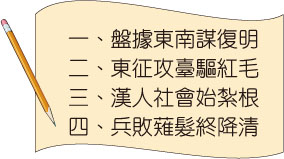 一、盤據東南謀復明
二、東征攻臺驅紅毛
三、漢人社會始紮根
四、兵敗薙髮終降清